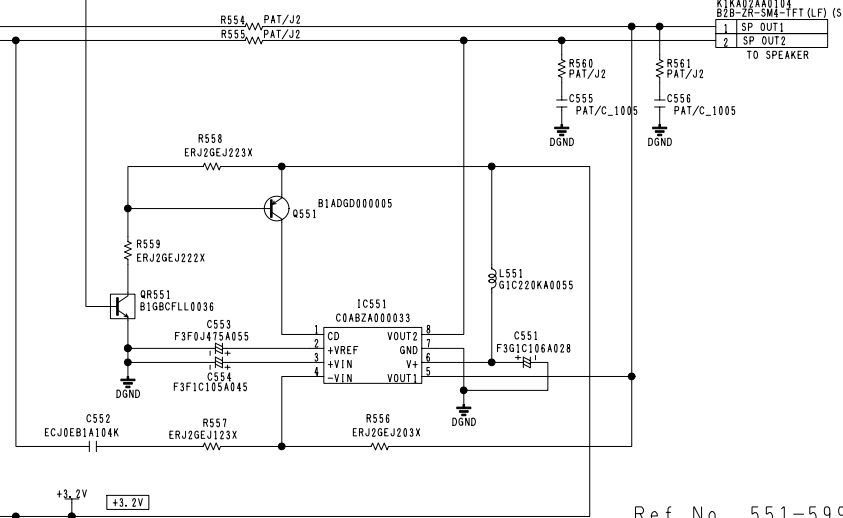 K1KA02AA0104
B2B-ZR-SM4-TFT(LF)(S
R554 PAT/J2
R555 PAT/J2
1 SP OUT1
2 SP OUT2
TO SPEAKER
R560
PAT/J2
R561
PAT/J2
C555
PAT/C_1005
C556
PAT/C_1005
DGND
DGND
R558
ERJ2GEJ223X
B1ADGD000005
Q551
R559
ERJ2GEJ222X
L551
G1C220KA0055
QR551
B1GBCFLL0036
IC551
C0ABZA000033
C553
F3F0J475A055
C551
F3G1C106A028
1 CD VOUT2 8
2 +VREF GND 7
3 +VIN V+ 6
4 -VIN VOUT1 5
C554
F3F1C105A045
DGND
DGND
C552
ECJ0EB1A104K
R557
ERJ2GEJ123X
R556
ERJ2GEJ203X
+3.2V
+3.2V
Ref No. 551-599